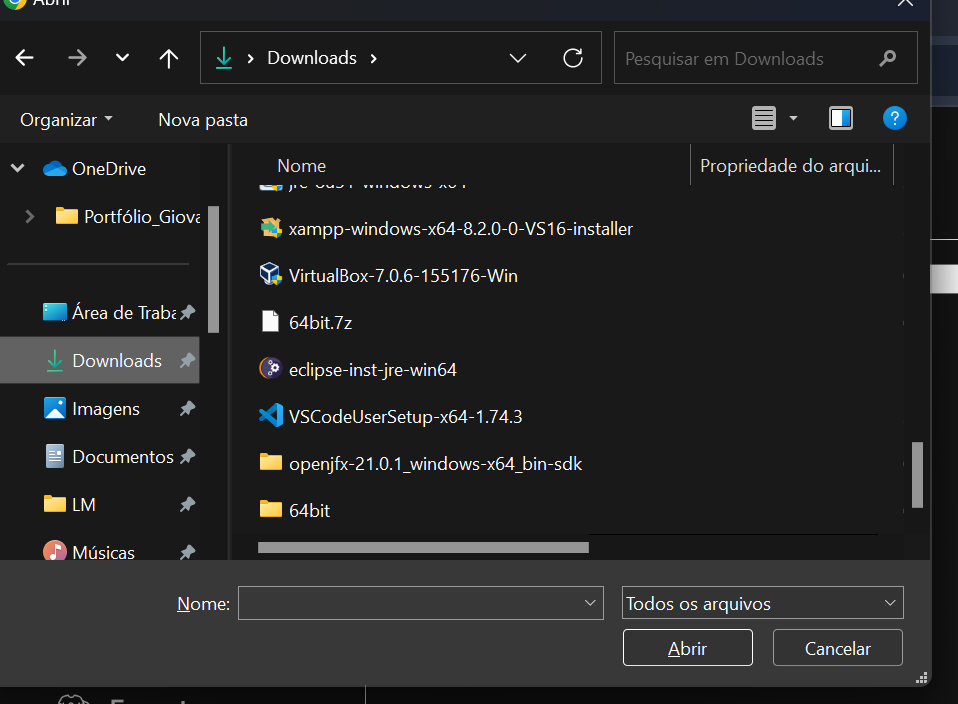 Abrir
Downloads
Pesquisar em Downloads
Organizar
Nova pasta
OneDrive
Portfólio_Giova
Área de Traba
Downloads
Imagens
Documentos
LM
Músicas
Nome
Propriedade do arqui...
xampp-windows-x64-8.2.0-0-VS16-installer
VirtualBox-7.0.6-155176-Win
64bit.7z
eclipse-inst-jre-win64
VSCodeUserSetup-x64-1.74.3
openjfx-21.0.1_windows-x64_bin-sdk
64bit
Nome:
Todos os arquivos
Abrir
Cancelar